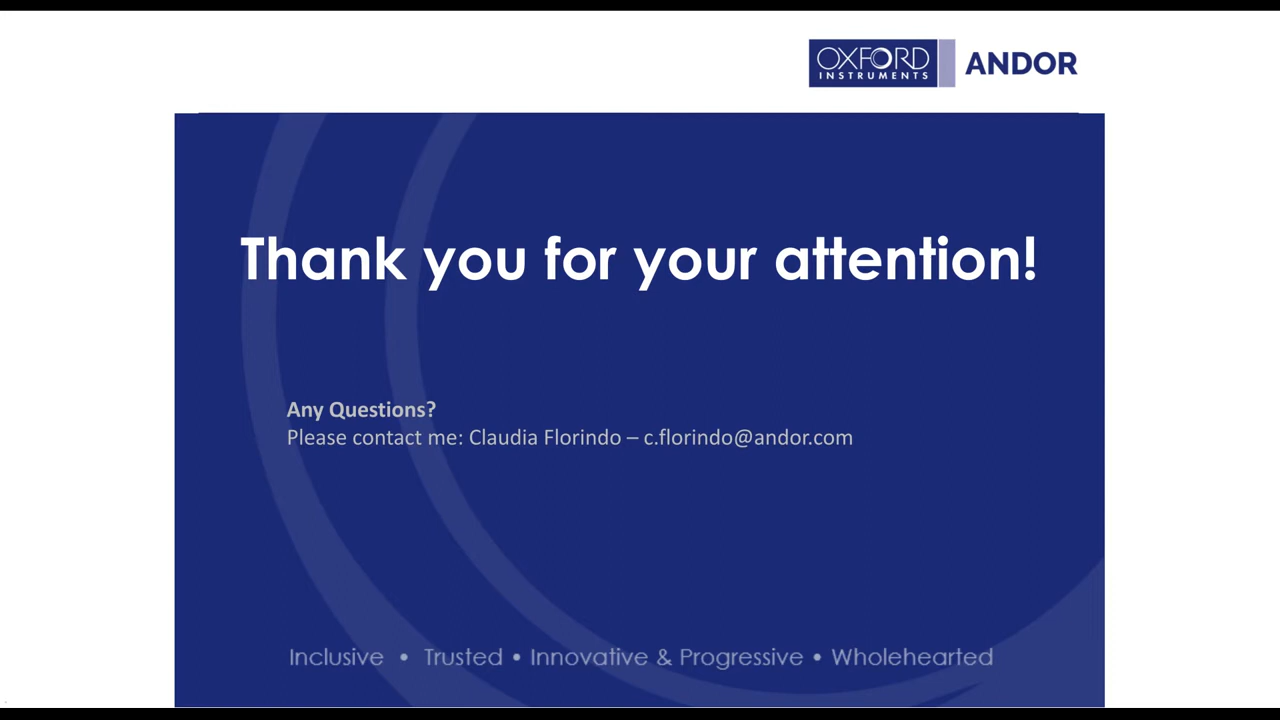 OXFORD
INSTRUMENTS
ANDOR
Thank you for your attention!
Any Questions?
Please contact me: Claudia Florindo – c.florindo@andor.com
Inclusive • Trusted • Innovative & Progressive • Wholehearted